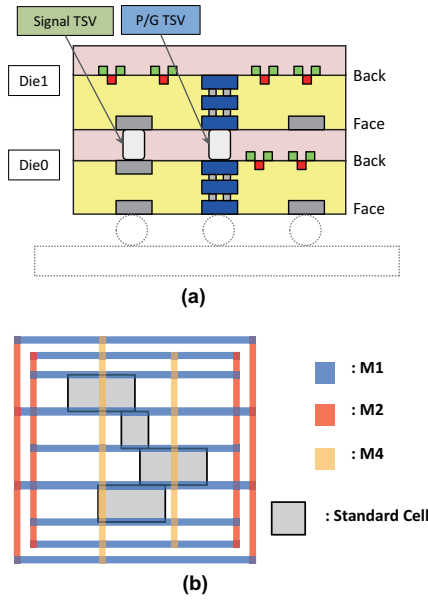 Signal TSV
P/G TSV
Die1
Back
Face
Die0
Back
Face
(a)
: M1
: M2
: M4
: Standard Cell
(b)